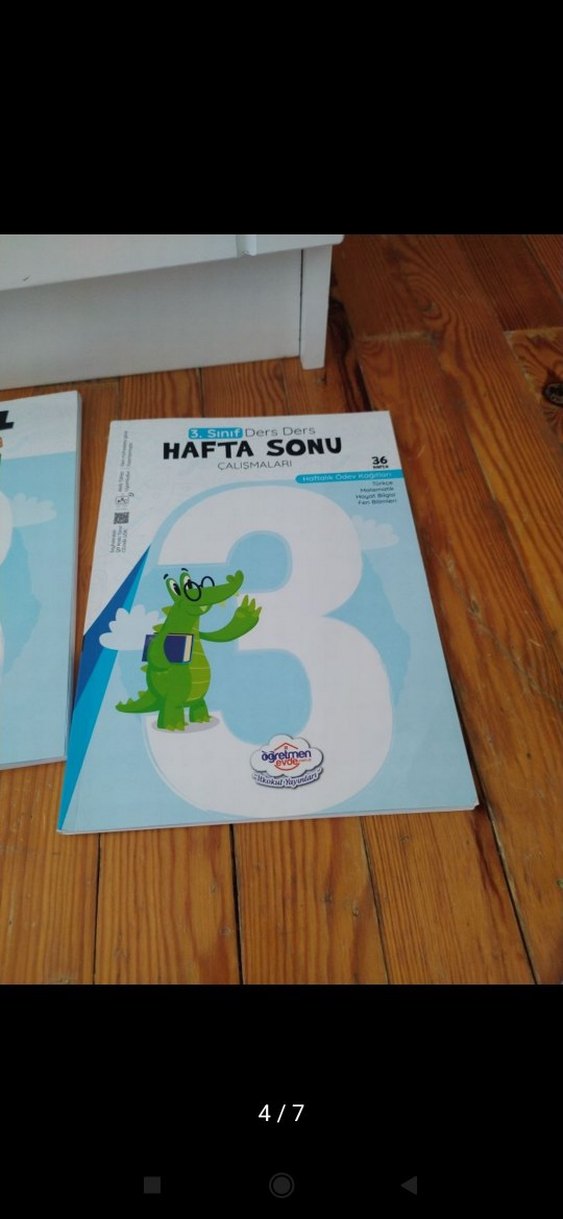 3. Sınıf Ders Ders
HAFTA SONU
ÇALIŞMALARI
36
HAFTA
Haftalık Ödev Kağıtları
Türkçe
Matematik
Hayat Bilgisi
Fen Bilimleri
öğretmen
evde
İlkokul Yayınları
4 / 7